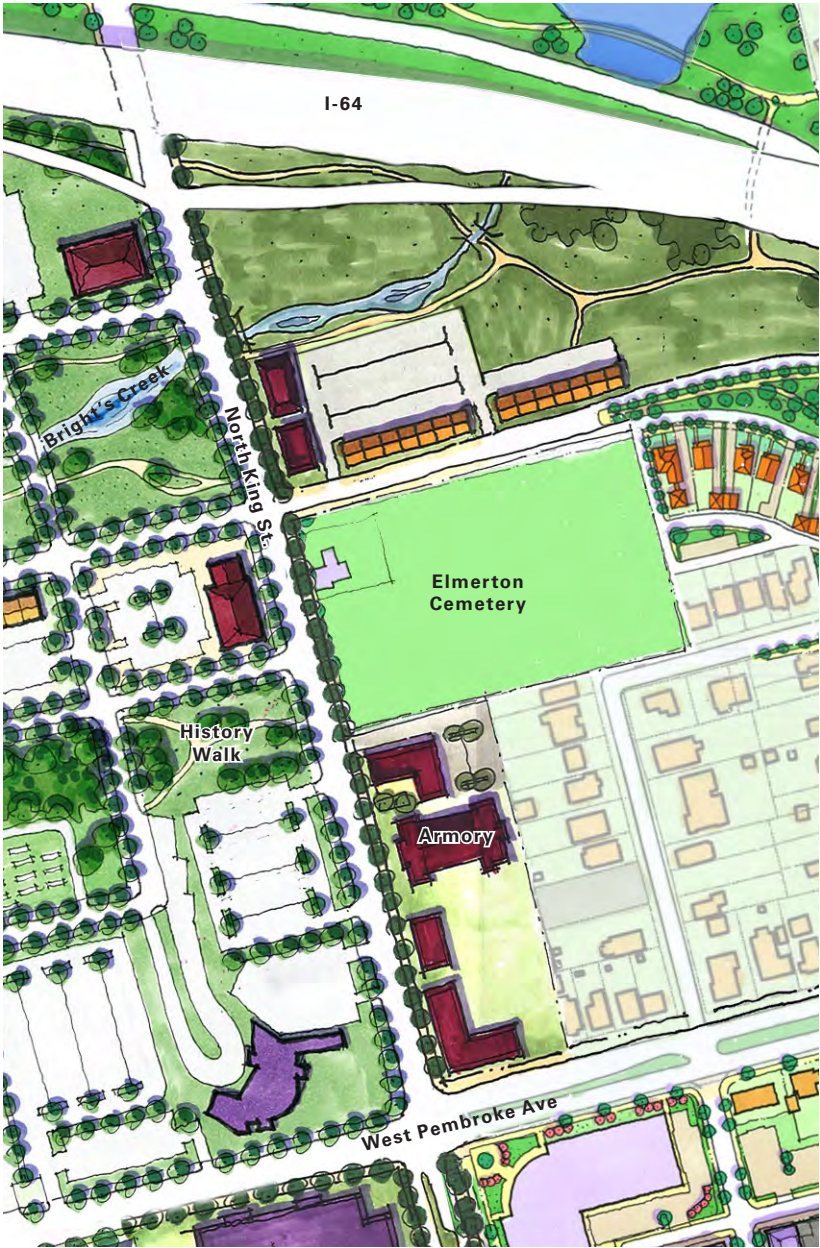 I-64
Bright's Creek
North King St.
Elmerton
Cemetery
History
Walk
Armory
West Pembroke Ave